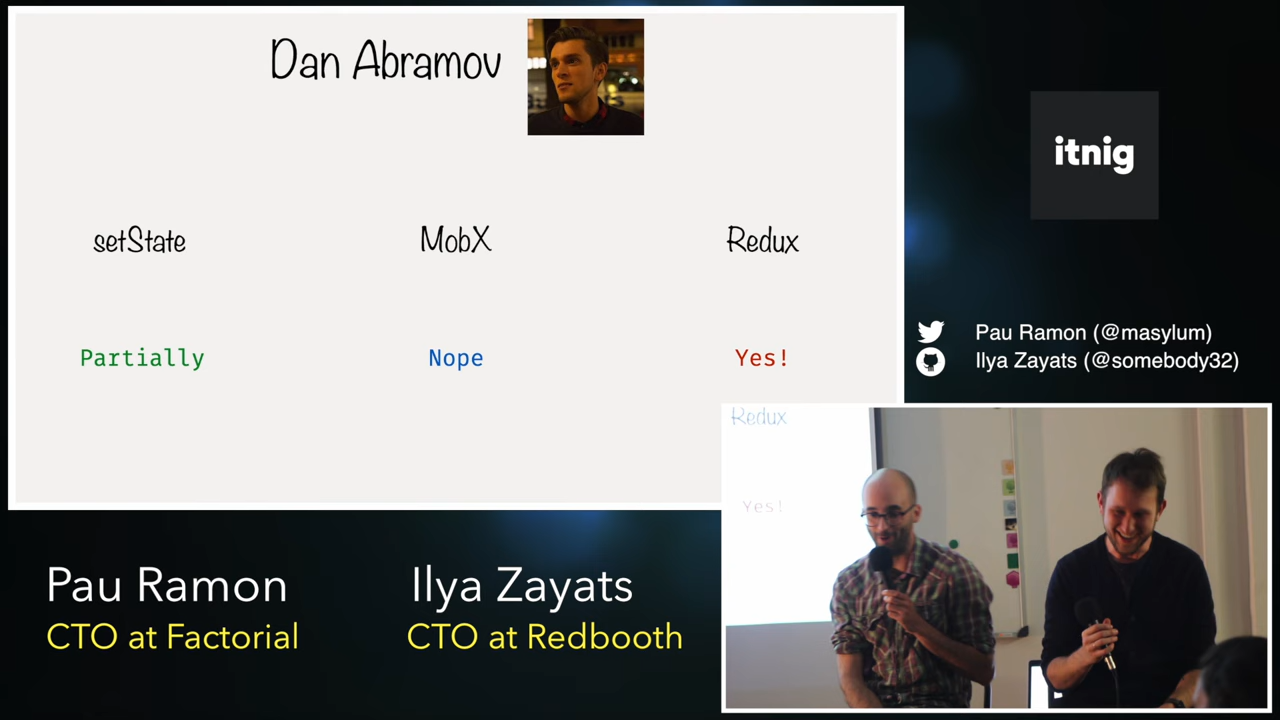 Dan Abramov
setState
MobX
Redux
Partially
Nope
Yes!
itnig
Pau Ramon (@masylum)
Ilya Zayats (@somebody32)
Redux
Yes!
Pau Ramon
CTO at Factorial
Ilya Zayats
CTO at Redbooth